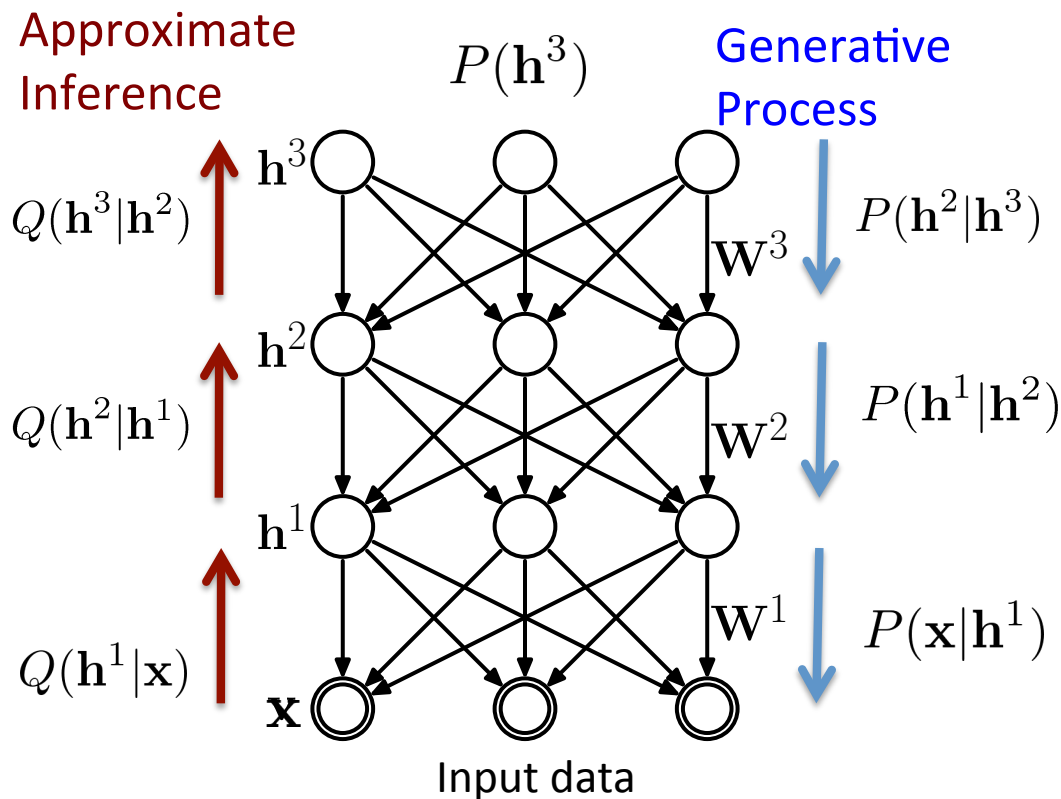 Approximate
Inference
P(𝐡³)
Generative
Process
𝐡³
Q(𝐡³|𝐡²)
P(𝐡²|𝐡³)
𝐖³
𝐡²
Q(𝐡²|𝐡¹)
P(𝐡¹|𝐡²)
𝐖²
𝐡¹
𝐖¹
Q(𝐡¹|𝐱)
P(𝐱|𝐡¹)
𝐱
Input data